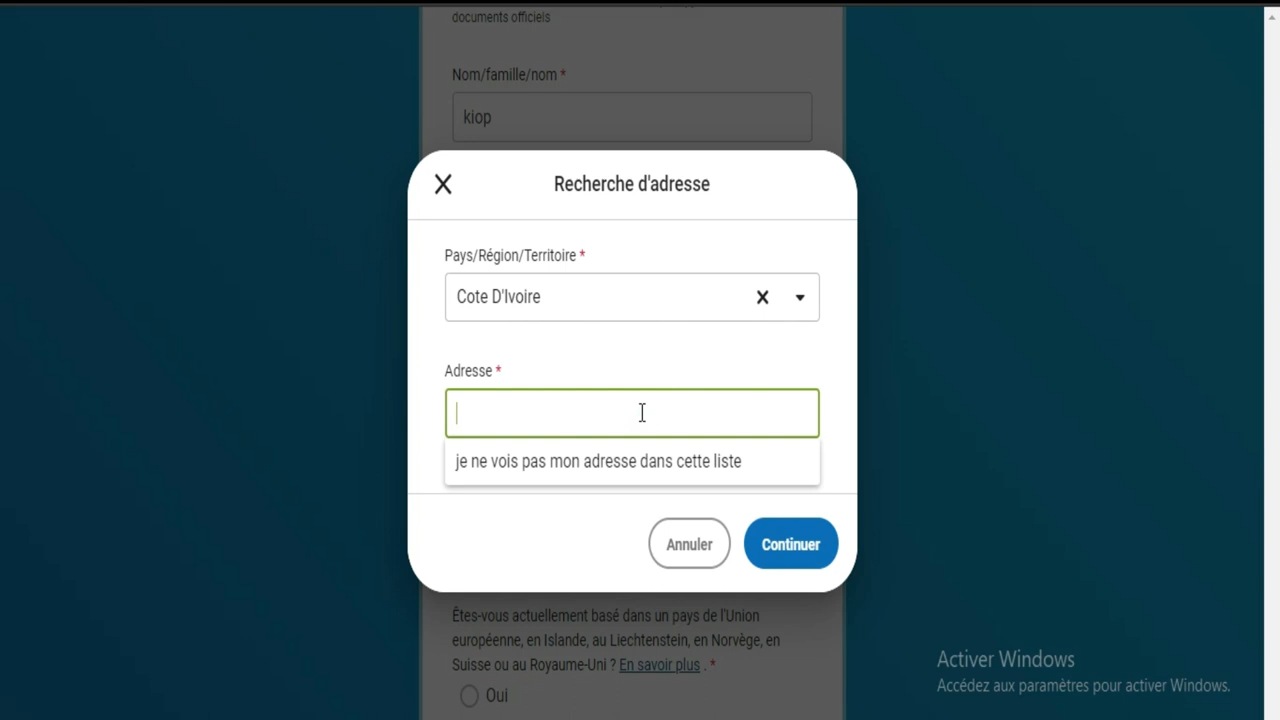 documents officiels
Nom/famille/nom *
kiop
Recherche d'adresse
Pays/Région/Territoire *
Cote D'Ivoire
Adresse *
je ne vois pas mon adresse dans cette liste
Annuler
Continuer
Êtes-vous actuellement basé dans un pays de l'Union
européenne, en Islande, au Liechtenstein, en Norvège, en
Suisse ou au Royaume-Uni ? En savoir plus . *
Oui
Activer Windows
Accédez aux paramètres pour activer Windows.